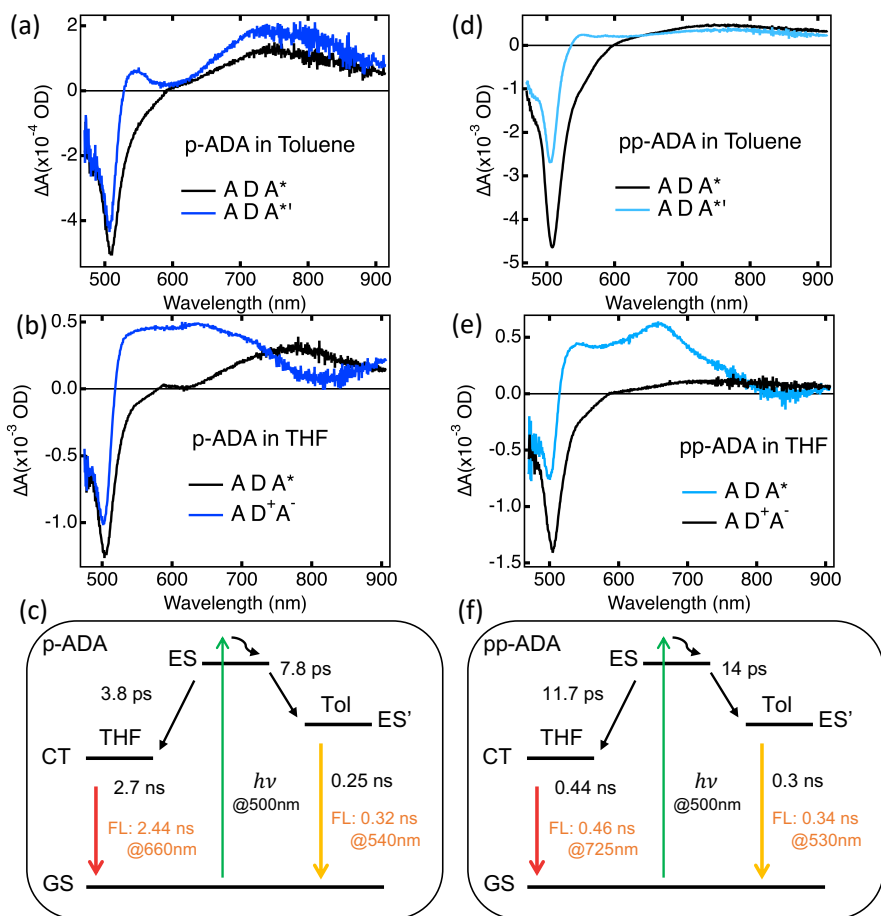 (a)
2
0
-2
-4
ΔA(x10⁻⁴ OD)
p-ADA in Toluene
A D A*
A D A*'
500 600 700 800 900
Wavelength (nm)
(d)
0
-1
-2
-3
-4
-5
ΔA(x10⁻³ OD)
pp-ADA in Toluene
A D A*
A D A*'
500 600 700 800 900
Wavelength (nm)
(b)
0.5
0.0
-0.5
-1.0
ΔA(x10⁻³ OD)
p-ADA in THF
A D A*
A D⁺A⁻
500 600 700 800 900
Wavelength (nm)
(e)
0.5
0.0
-0.5
-1.0
-1.5
ΔA(x10⁻³ OD)
pp-ADA in THF
A D A*
A D⁺A⁻
500 600 700 800 900
Wavelength (nm)
(c)
p-ADA
ES
3.8 ps
7.8 ps
THF
Tol
CT
ES'
2.7 ns
hν
@500nm
0.25 ns
FL: 2.44 ns
@660nm
FL: 0.32 ns
@540nm
GS
(f)
pp-ADA
ES
11.7 ps
14 ps
THF
Tol
CT
ES'
0.44 ns
hν
@500nm
0.3 ns
FL: 0.46 ns
@725nm
FL: 0.34 ns
@530nm
GS